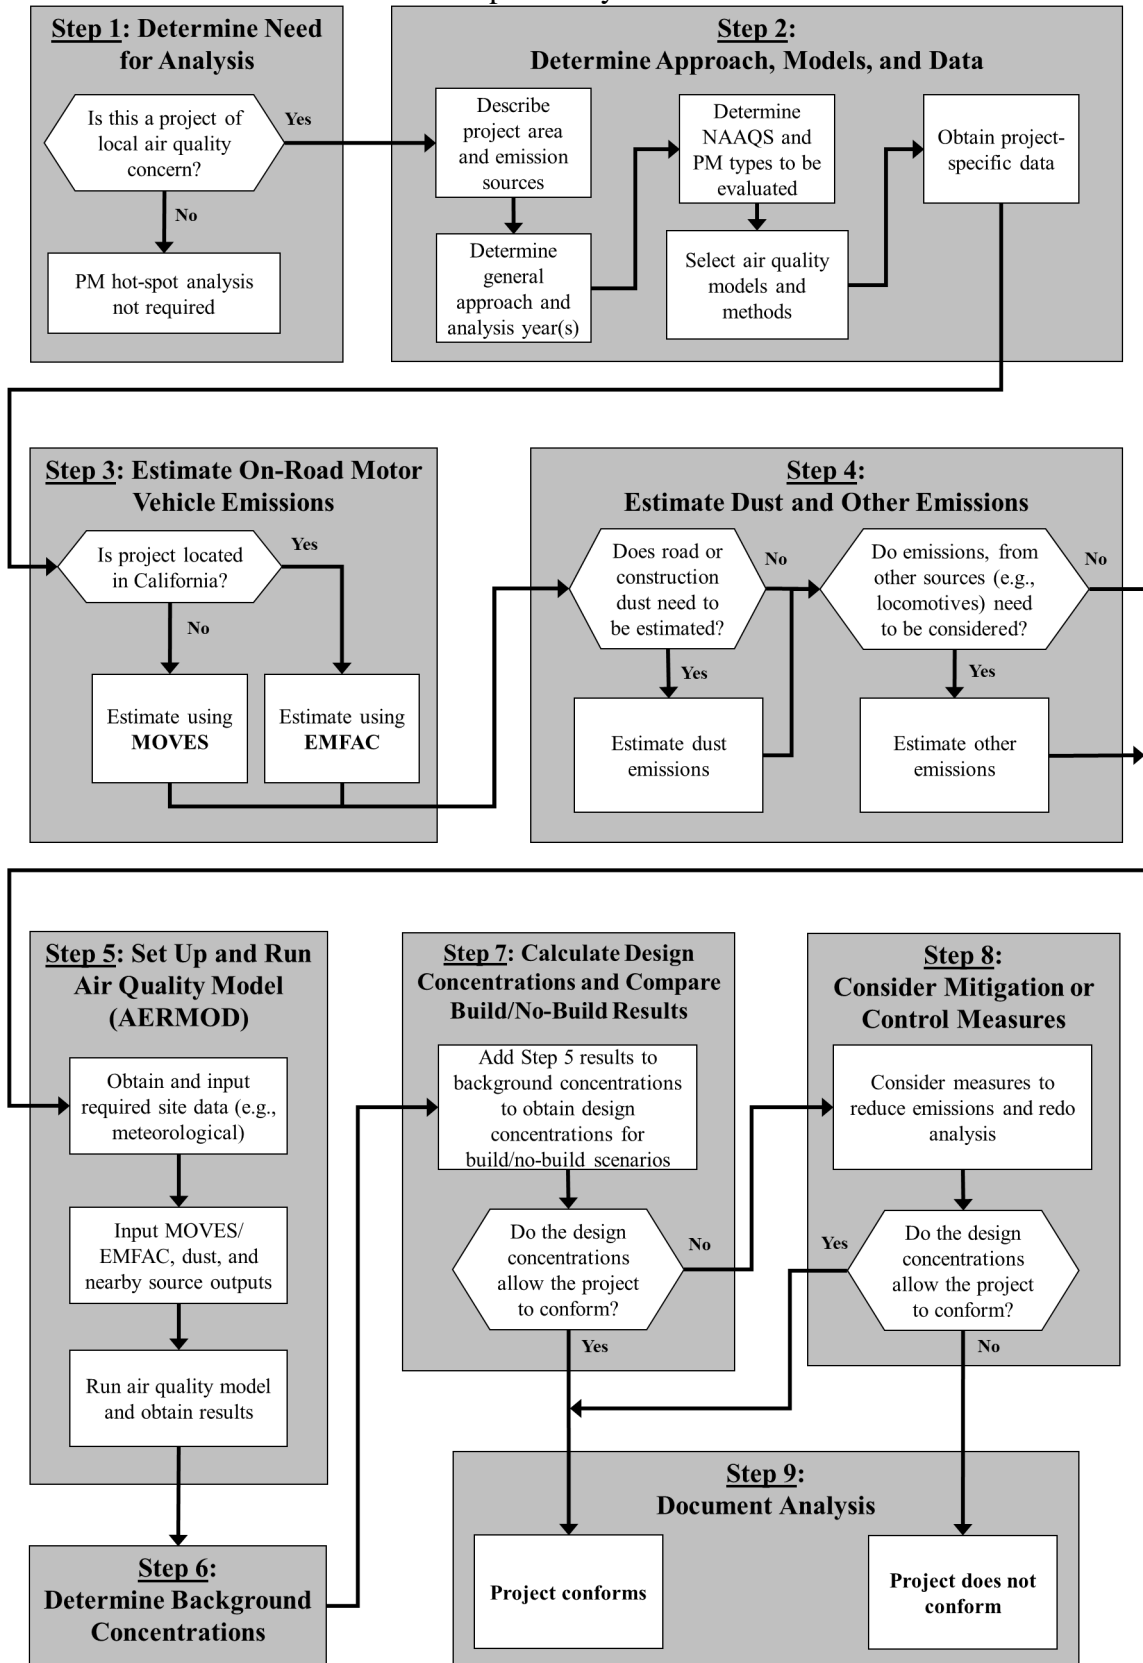 Step 1: Determine Need
for Analysis
Is this a project of
local air quality
concern?
Yes
No
PM hot-spot analysis
not required
Step 2:
Determine Approach, Models, and Data
Describe
project area
and emission
sources
Determine
general
approach and
analysis year(s)
Determine
NAAQS and
PM types to be
evaluated
Select air quality
models and
methods
Obtain project-
specific data
Step 3: Estimate On-Road Motor
Vehicle Emissions
Is project located
in California?
Yes
No
Estimate using
MOVES
Estimate using
EMFAC
Step 4:
Estimate Dust and Other Emissions
Does road or
construction
dust need to
be estimated?
No
Yes
Estimate dust
emissions
Do emissions, from
other sources (e.g.,
locomotives) need
to be considered?
No
Yes
Estimate other
emissions
Step 5: Set Up and Run
Air Quality Model
(AERMOD)
Obtain and input
required site data (e.g.,
meteorological)
Input MOVES/
EMFAC, dust, and
nearby source outputs
Run air quality model
and obtain results
Step 6:
Determine Background
Concentrations
Step 7: Calculate Design
Concentrations and Compare
Build/No-Build Results
Add Step 5 results to
background concentrations
to obtain design
concentrations for
build/no-build scenarios
Do the design
concentrations
allow the project
to conform?
No
Yes
Step 8:
Consider Mitigation or
Control Measures
Consider measures to
reduce emissions and redo
analysis
Do the design
concentrations
allow the project
to conform?
Yes
No
Step 9:
Document Analysis
Project conforms
Project does not
conform